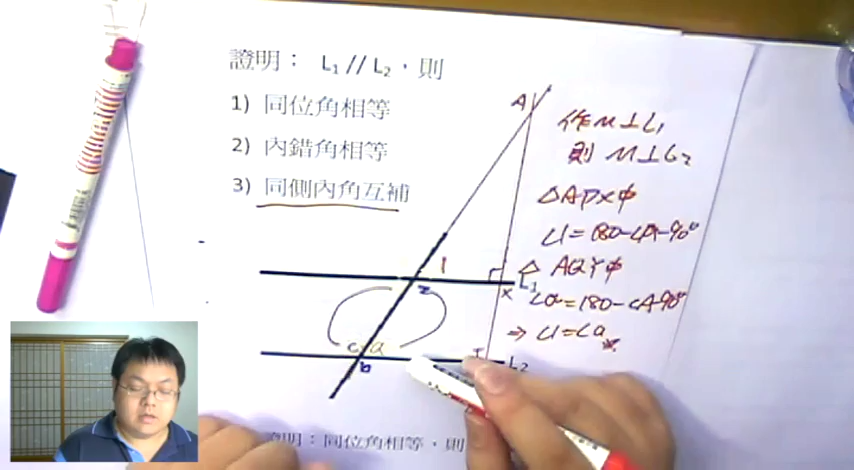 證明： L₁ // L₂，則
1) 同位角相等
2) 內錯角相等
3) 同側內角互補
A
作M⊥L₁
則 M⊥L₂
△APX中
∠1=180-∠A-90°
△AQY中
∠a=180-∠A-90°
⇒ ∠1=∠a
1
2
X
L₁
c
a
b
L₂
證明：同位角相等，則